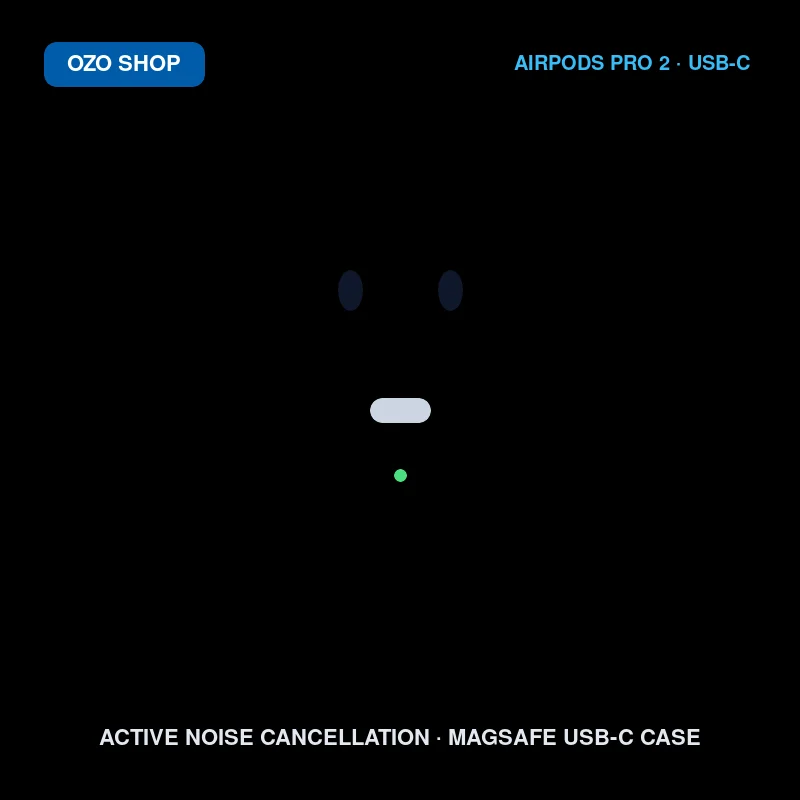 OZO SHOP
AIRPODS PRO 2 · USB-C
ACTIVE NOISE CANCELLATION · MAGSAFE USB-C CASE